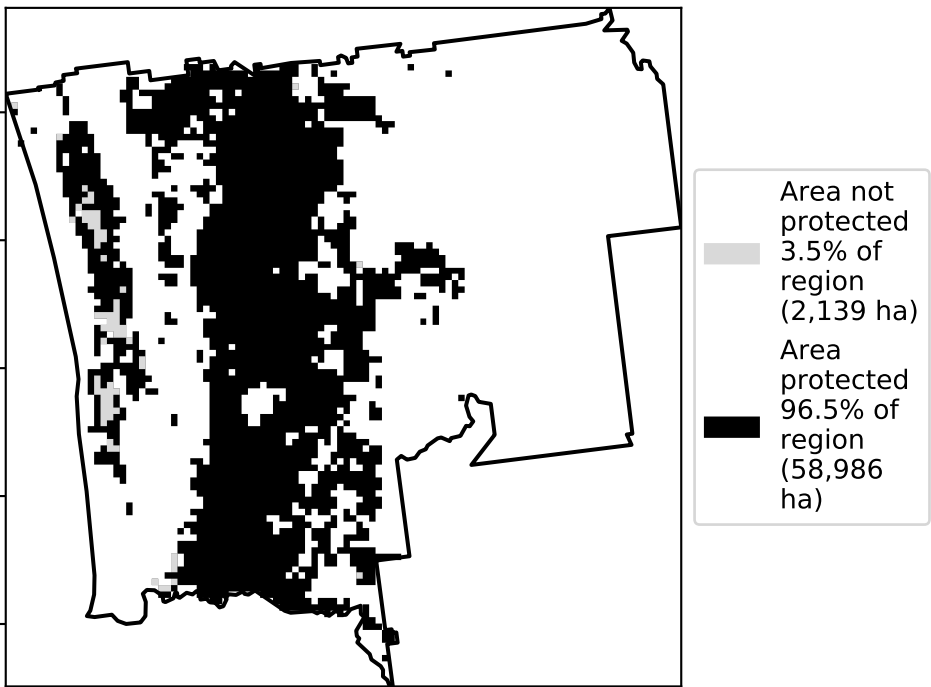 Area not
protected
3.5% of
region
(2,139 ha)
Area
protected
96.5% of
region
(58,986
ha)